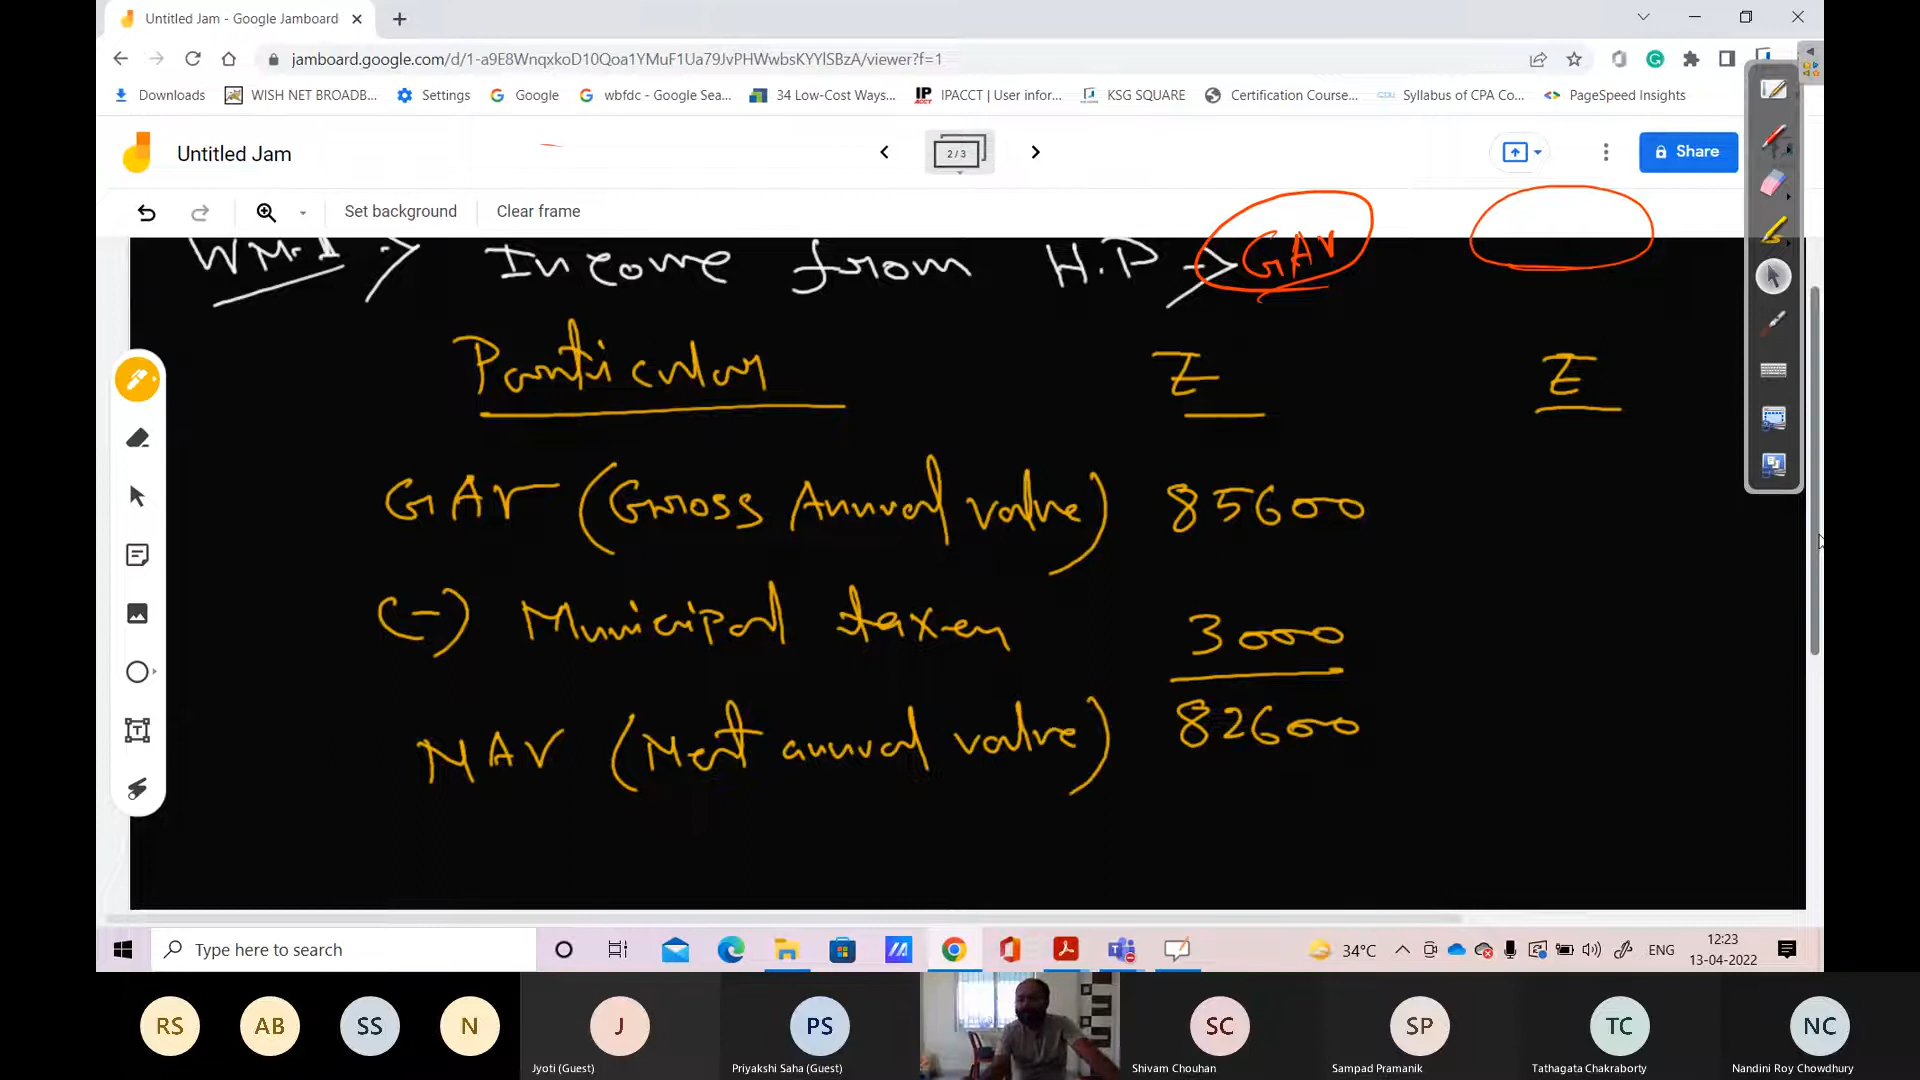 Untitled Jam - Google Jamboard
jamboard.google.com/d/1-a9E8WnqxkoD10Qoa1YMuF1Ua79JvPHWwbsKYYlSBzA/viewer?f=1
Downloads WISH NET BROADB... Settings Google wbfdc - Google Sea... 34 Low-Cost Ways... IPACCT | User infor... KSG SQUARE Certification Course... Syllabus of CPA Co... PageSpeed Insights
Untitled Jam 2 / 3 Share
Set background Clear frame
Income from H.P → GAV
Particular ₹ ₹
GAV (Gross Annual value) 85600
(-) Municipal taxes 3000
NAV (Net annual value) 82600
Type here to search 34°C ENG 12:23
13-04-2022
RS AB SS N J PS SC SP TC NC
Jyoti (Guest) Priyakshi Saha (Guest) Shivam Chouhan Sampad Pramanik Tathagata Chakraborty Nandini Roy Chowdhury